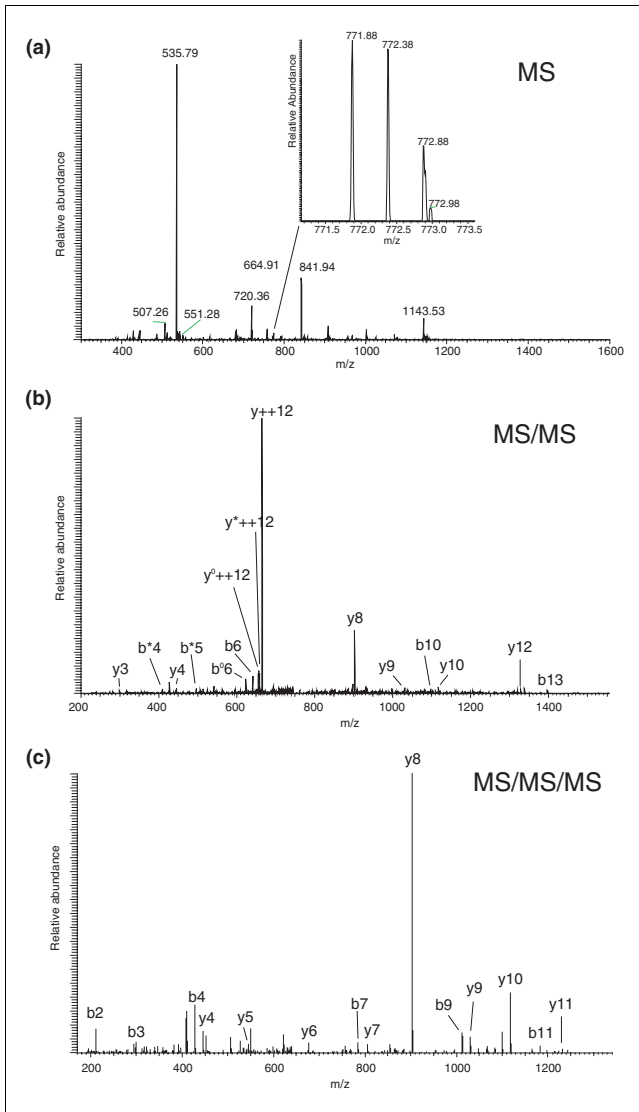 (a)
MS
535.79
507.26
551.28
720.36
664.91
841.94
1143.53
Relative abundance
400 600 800 1000 1200 1400 1600
m/z
771.88
772.38
772.88
772.98
Relative Abundance
771.5 772.0 772.5 773.0 773.5
m/z
(b)
MS/MS
y++12
y*++12
y⁰++12
y3
b*4
y4
b*5
b⁰6
b6
y8
y9
b10
y10
y12
b13
Relative abundance
200 400 600 800 1000 1200 1400
m/z
(c)
MS/MS/MS
y8
b2
b3
b4
y4
y5
y6
b7
y7
b9
y9
y10
b11
y11
Relative abundance
200 400 600 800 1000 1200
m/z